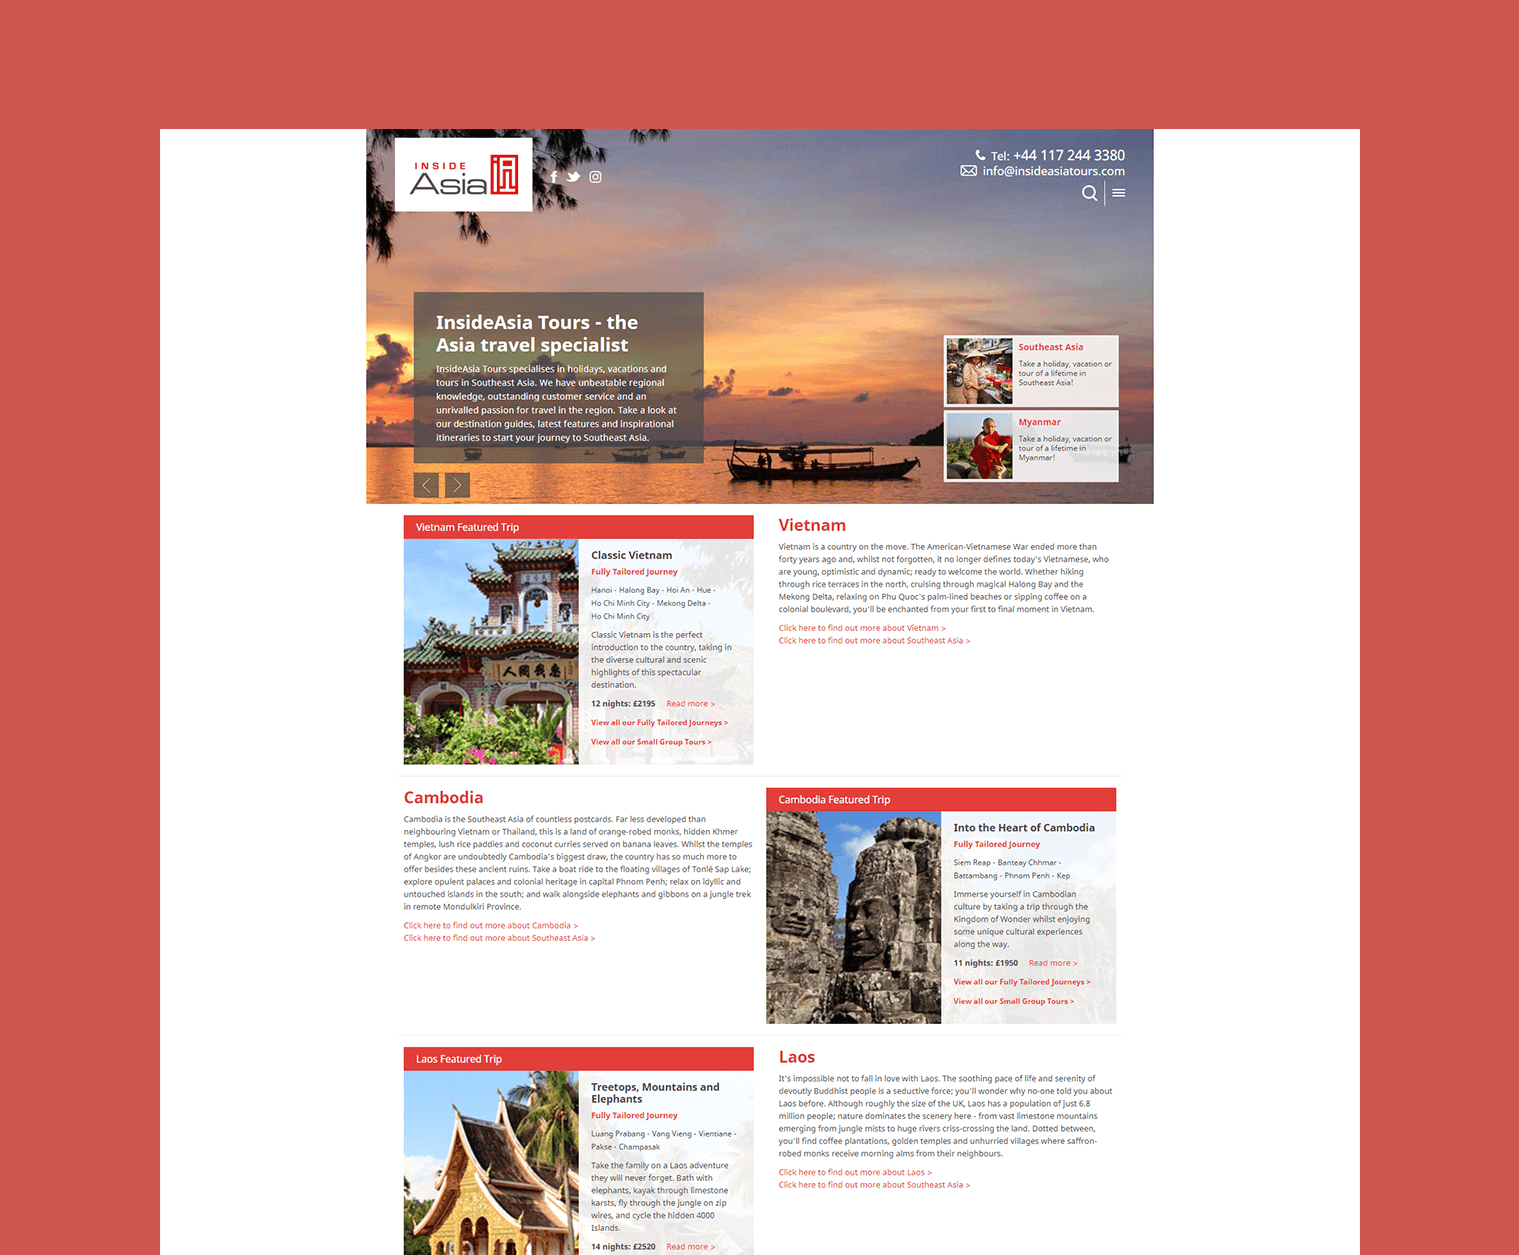 INSIDE
Asia
Tel: +44 117 244 3380
info@insideasiatours.com
InsideAsia Tours - the
Asia travel specialist
InsideAsia Tours specialises in holidays, vacations and
tours in Southeast Asia. We have unbeatable regional
knowledge, outstanding customer service and an
unrivalled passion for travel in the region. Take a look at
our destination guides, latest features and inspirational
itineraries to start your journey to Southeast Asia.
Southeast Asia
Take a holiday, vacation or
tour of a lifetime in
Southeast Asia!
Myanmar
Take a holiday, vacation or
tour of a lifetime in
Myanmar!
Vietnam Featured Trip
Classic Vietnam
Fully Tailored Journey
Hanoi - Halong Bay - Hoi An - Hue -
Ho Chi Minh City - Mekong Delta -
Ho Chi Minh City
Classic Vietnam is the perfect
introduction to the country, taking in
the diverse cultural and scenic
highlights of this spectacular
destination.
12 nights: £2195 Read more >
View all our Fully Tailored Journeys >
View all our Small Group Tours >
Vietnam
Vietnam is a country on the move. The American-Vietnamese War ended more than
forty years ago and, whilst not forgotten, it no longer defines today's Vietnamese, who
are young, optimistic and dynamic; ready to welcome the world. Whether hiking
through rice terraces in the north, cruising through magical Halong Bay and the
Mekong Delta, relaxing on Phu Quoc's palm-lined beaches or sipping coffee on a
colonial boulevard, you'll be enchanted from your first to final moment in Vietnam.
Click here to find out more about Vietnam >
Click here to find out more about Southeast Asia >
Cambodia
Cambodia is the Southeast Asia of countless postcards. Far less developed than
neighbouring Vietnam or Thailand, this is a land of orange-robed monks, hidden Khmer
temples, lush rice paddies and coconut curries served on banana leaves. Whilst the temples
of Angkor are undoubtedly Cambodia's biggest draw, the country has so much more to
offer besides these ancient ruins. Take a boat ride to the floating villages of Tonlé Sap Lake;
explore opulent palaces and colonial heritage in capital Phnom Penh; relax on idyllic and
untouched islands in the south; and walk alongside elephants and gibbons on a jungle trek
in remote Mondulkiri Province.
Click here to find out more about Cambodia >
Click here to find out more about Southeast Asia >
Cambodia Featured Trip
Into the Heart of Cambodia
Fully Tailored Journey
Siem Reap - Banteay Chhmar -
Battambang - Phnom Penh - Kep
Immerse yourself in Cambodian
culture by taking a trip through the
Kingdom of Wonder whilst enjoying
some unique cultural experiences
along the way.
11 nights: £1950 Read more >
View all our Fully Tailored Journeys >
View all our Small Group Tours >
Laos Featured Trip
Treetops, Mountains and
Elephants
Fully Tailored Journey
Luang Prabang - Vang Vieng - Vientiane -
Pakse - Champasak
Take the family on a Laos adventure
they will never forget. Bath with
elephants, kayak through limestone
karsts, fly through the jungle on zip
wires, and cycle the hidden 4000
Islands.
14 nights: £2520 Read more >
Laos
It's impossible not to fall in love with Laos. The soothing pace of life and serenity of
devoutly Buddhist people is a seductive force; you'll wonder why no-one told you about
Laos before. Although roughly the size of the UK, Laos has a population of just 6.8
million people; nature dominates the scenery here - from vast limestone mountains
emerging from jungle mists to huge rivers criss-crossing the land. Dotted between,
you'll find coffee plantations, golden temples and unhurried villages where saffron-
robed monks receive morning alms from their neighbours.
Click here to find out more about Laos >
Click here to find out more about Southeast Asia >